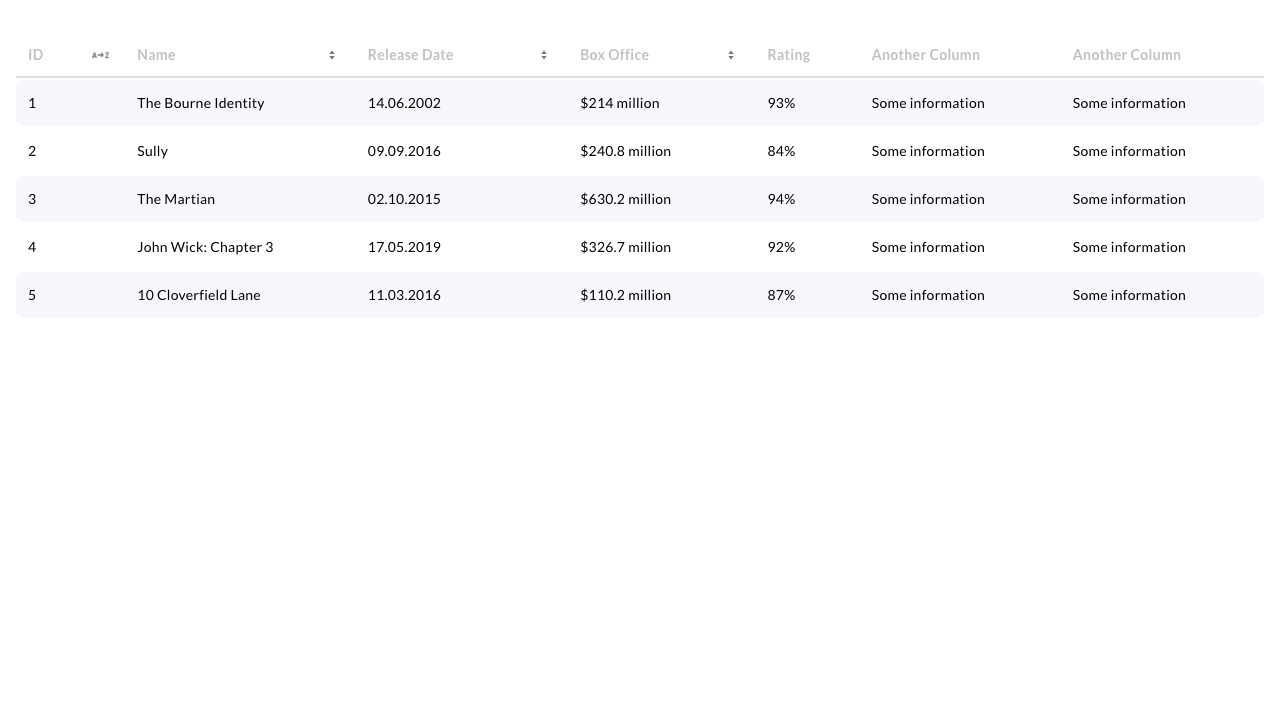 ID A→Z Name Release Date Box Office Rating Another Column Another Column
1 The Bourne Identity 14.06.2002 $214 million 93% Some information Some information
2 Sully 09.09.2016 $240.8 million 84% Some information Some information
3 The Martian 02.10.2015 $630.2 million 94% Some information Some information
4 John Wick: Chapter 3 17.05.2019 $326.7 million 92% Some information Some information
5 10 Cloverfield Lane 11.03.2016 $110.2 million 87% Some information Some information